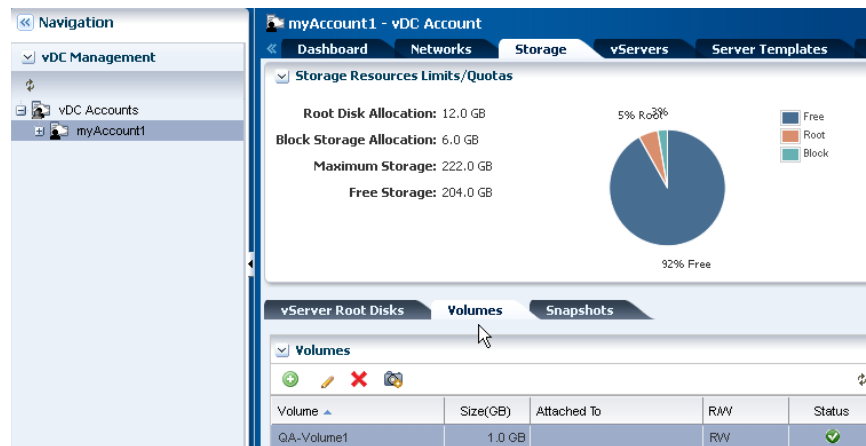 Navigation
vDC Management
vDC Accounts
myAccount1
myAccount1 - vDC Account
Dashboard Networks Storage vServers Server Templates
Storage Resources Limits/Quotas
Root Disk Allocation: 12.0 GB
Block Storage Allocation: 6.0 GB
Maximum Storage: 222.0 GB
Free Storage: 204.0 GB
5% Root
3%
92% Free
Free
Root
Block
vServer Root Disks Volumes Snapshots
Volumes
Volume Size(GB) Attached To R/W Status
QA-Volume1 1.0 GB RW